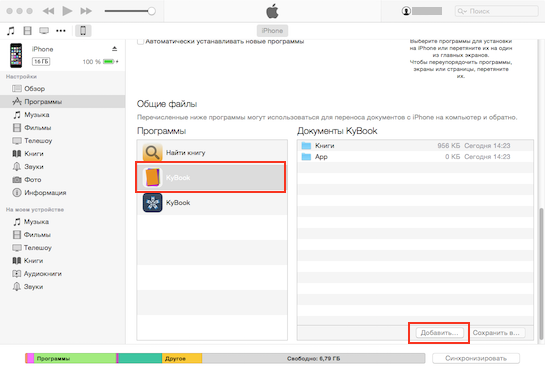 Поиск
iPhone
iPhone
16 ГБ
100 %
Настройки
Обзор
Программы
Музыка
Фильмы
Телешоу
Книги
Звуки
Фото
Информация
На моем устройстве
Музыка
Фильмы
Телешоу
Книги
Аудиокниги
Звуки
Автоматически устанавливать новые программы
Выберите программу для установки
на iPhone или перетяните их на один
из главных экранов.
Чтобы переупорядочить программы,
экраны или страницы, перетяните
их.
Общие файлы
Перечисленные ниже программы могут использоваться для переноса документов с iPhone на компьютер и обратно.
Программы
Найти книгу
KyBook
KyBook
Документы KyBook
Книги 956 КБ Сегодня 14:23
App 0 КБ Сегодня 14:23
Добавить... Сохранить в...
Программы
Другое
Свободно: 6,79 ГБ
Синхронизировать